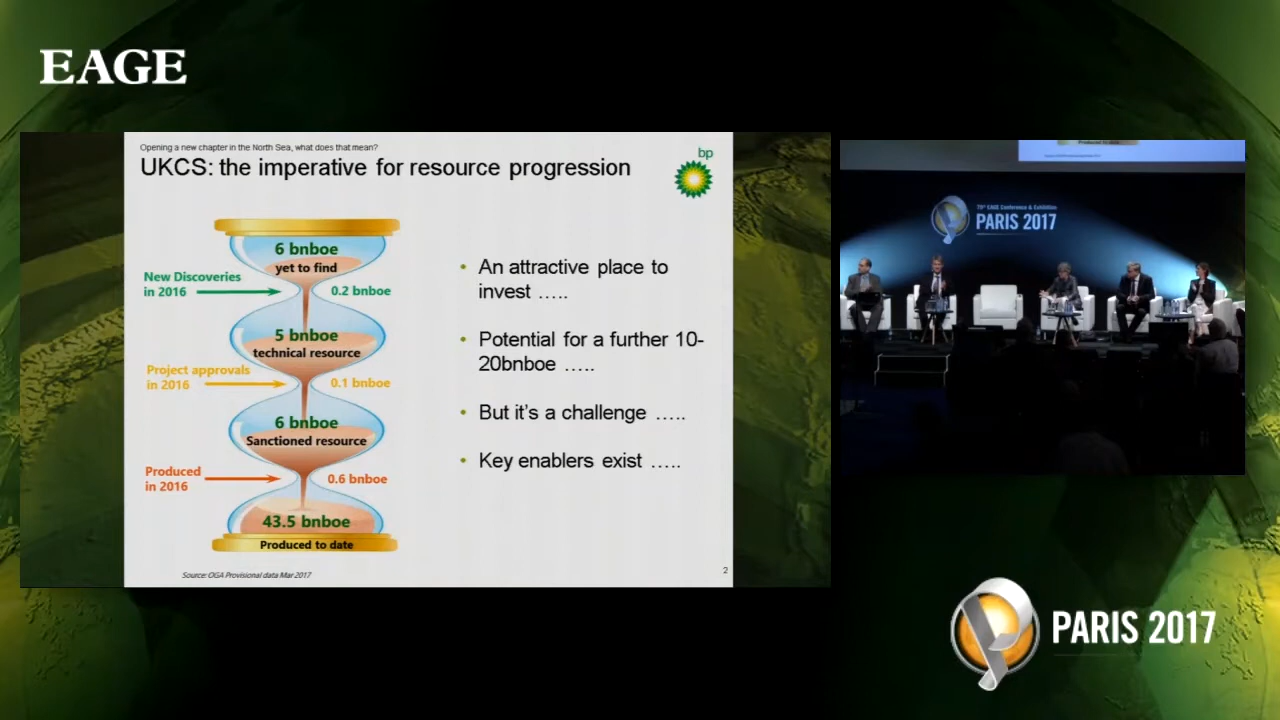 EAGE
Opening a new chapter in the North Sea, what does that mean?
UKCS: the imperative for resource progression
bp
6 bnboe
yet to find
New Discoveries
in 2016
0.2 bnboe
5 bnboe
technical resource
Project approvals
in 2016
0.1 bnboe
6 bnboe
Sanctioned resource
Produced
in 2016
0.6 bnboe
43.5 bnboe
Produced to date
Source: OGA Provisional data Mar 2017
• An attractive place to
invest .....
• Potential for a further 10-
20bnboe .....
• But it's a challenge .....
• Key enablers exist .....
2
79th EAGE Conference & Exhibition
PARIS 2017
PARIS 2017